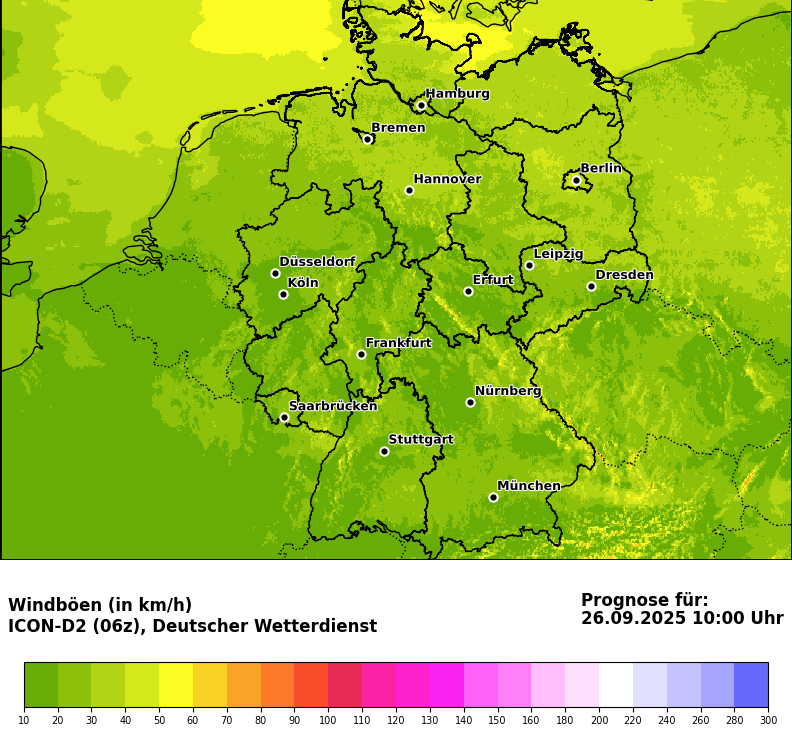 Hamburg
Bremen
Berlin
Hannover
Leipzig
Düsseldorf
Dresden
Erfurt
Köln
Frankfurt
Nürnberg
Saarbrücken
Stuttgart
München
Windböen (in km/h)
ICON-D2 (06z), Deutscher Wetterdienst
Prognose für:
26.09.2025 10:00 Uhr
10 20 30 40 50 60 70 80 90 100 110 120 130 140 150 160 180 200 220 240 260 280 300